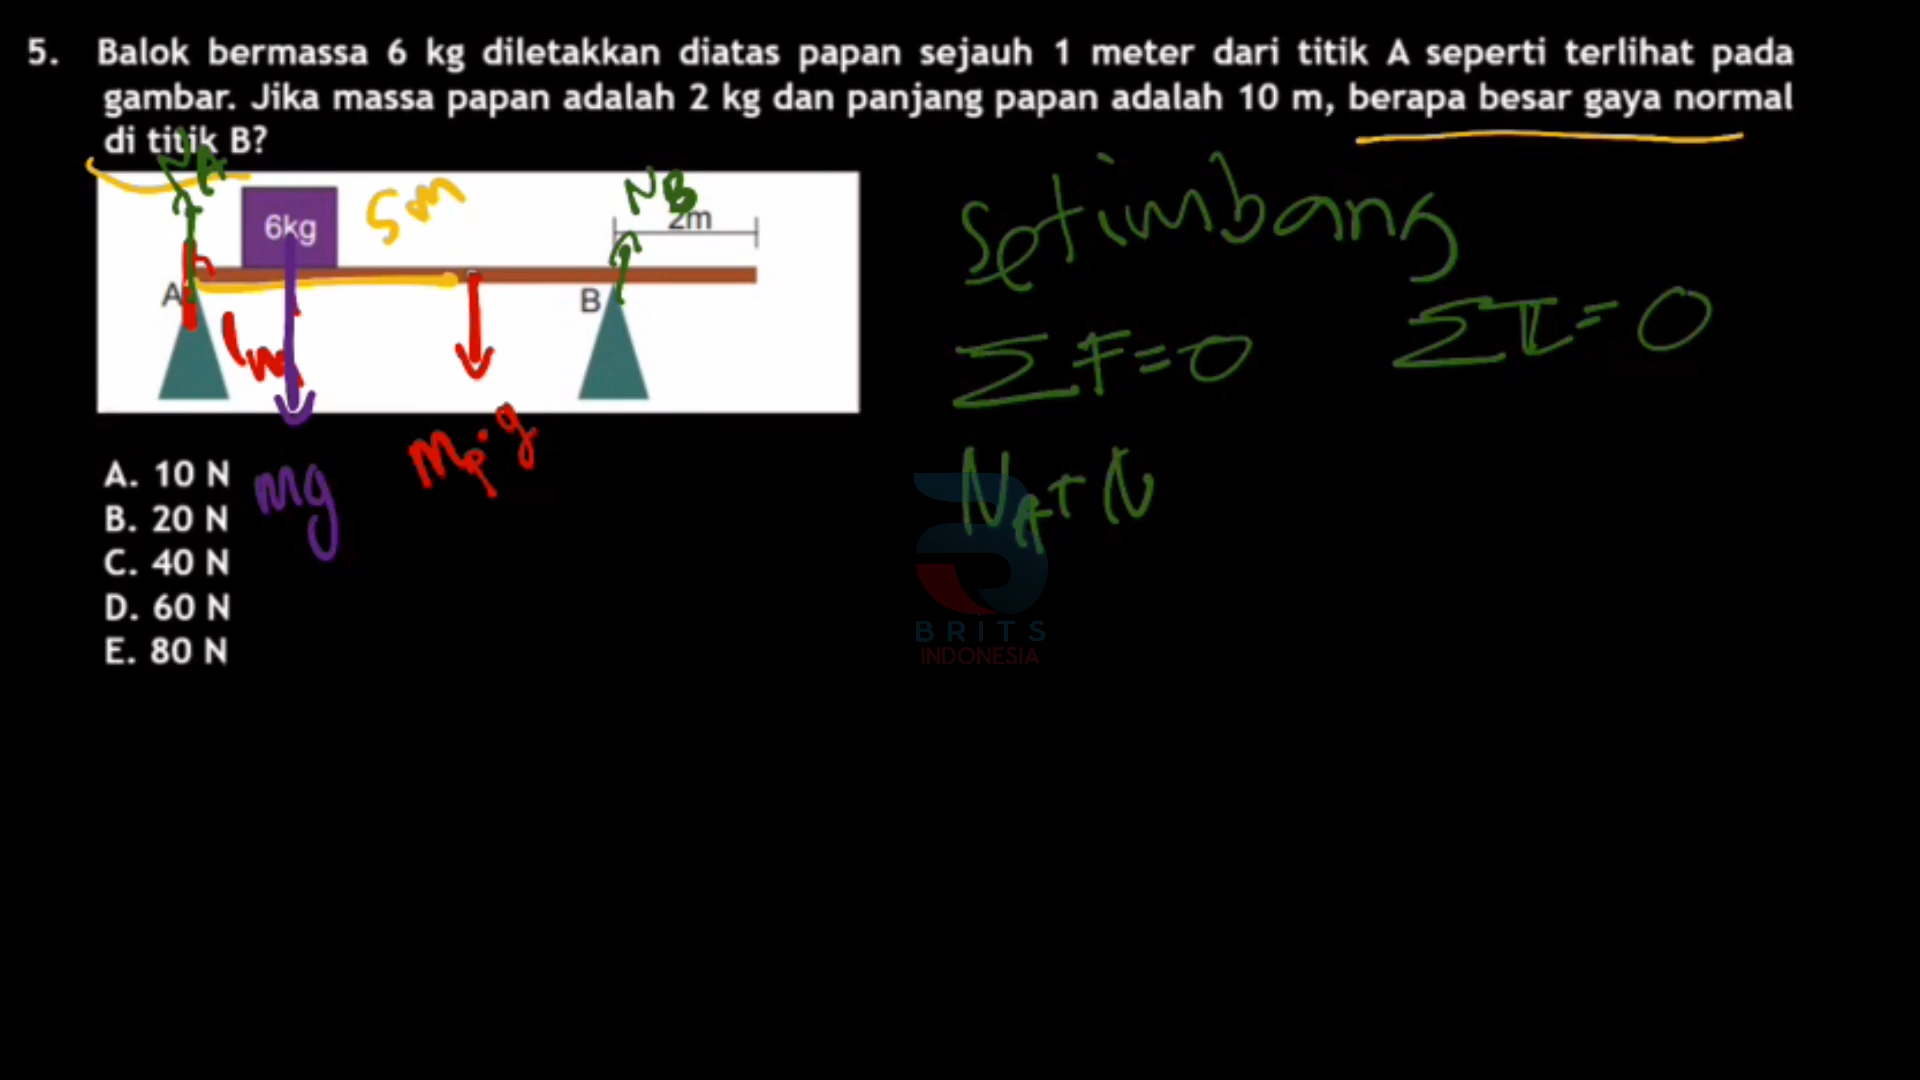 5. Balok bermassa 6 kg diletakkan diatas papan sejauh 1 meter dari titik A seperti terlihat pada
gambar. Jika massa papan adalah 2 kg dan panjang papan adalah 10 m, berapa besar gaya normal
di titik B?
NA
6kg
5m
NB
2m
A
B
1m
mg
mp.g
A. 10 N
B. 20 N
C. 40 N
D. 60 N
E. 80 N
Setimbang
ΣF=0
Στ=0
NA+N
BRITS
INDONESIA